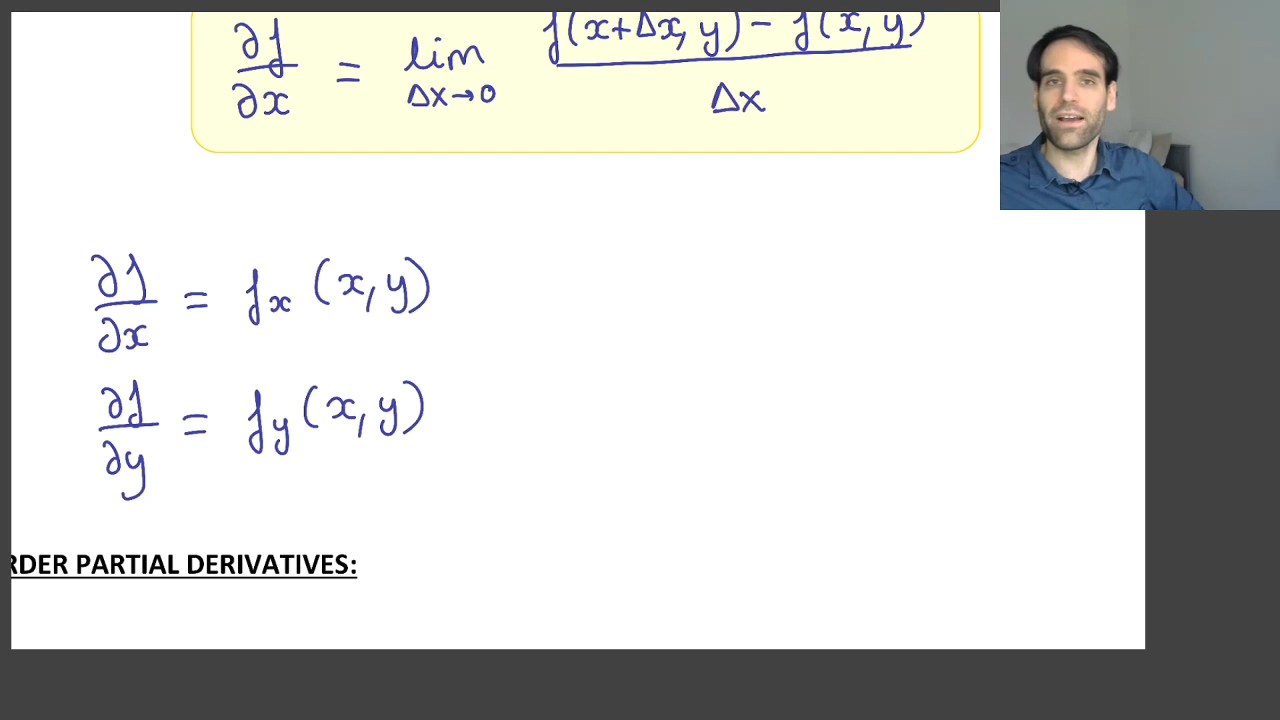 ∂f/∂x = lim Δx→0 f(x+Δx, y) − f(x, y) / Δx
∂f/∂x = fx (x, y)
∂f/∂y = fy (x, y)
RDER PARTIAL DERIVATIVES: